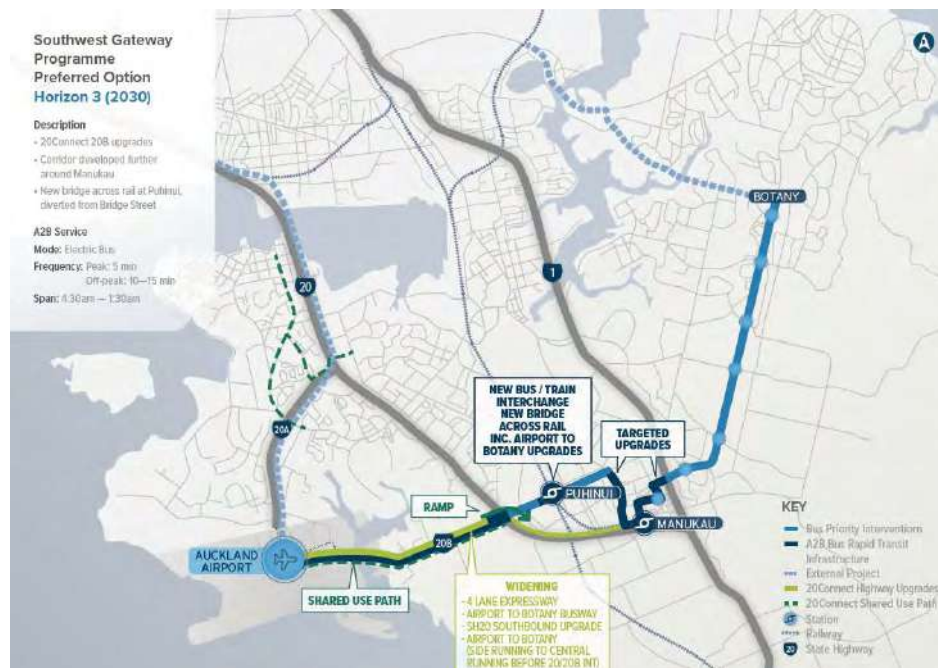 Southwest Gateway
Programme
Preferred Option
Horizon 3 (2030)
Description
- 20Connect 20B upgrades
- Corridor developed further
around Manukau
- New bridge across rail at Puhinui,
diverted from Bridge Street
A2B Service
Mode: Electric Bus
Frequency: Peak: 5 min
Off-peak: 10—15 min
Span: 4:30am — 1:30am
A
BOTANY
20
1
NEW BUS / TRAIN
INTERCHANGE
NEW BRIDGE
ACROSS RAIL
INC. AIRPORT TO
BOTANY UPGRADES
TARGETED
UPGRADES
20A
PUHINUI
MANUKAU
RAMP
20B
AUCKLAND
AIRPORT
SHARED USE PATH
WIDENING
- 4 LANE EXPRESSWAY
- AIRPORT TO BOTANY BUSWAY
- SH20 SOUTHBOUND UPGRADE
- AIRPORT TO BOTANY
(SIDE RUNNING TO CENTRAL
RUNNING BEFORE 20/20B INT)
KEY
Bus Priority Interventions
A2B Bus Rapid Transit
Infrastructure
External Project
20Connect Highway Upgrades
20Connect Shared Use Path
Station
Railway
20 State Highway